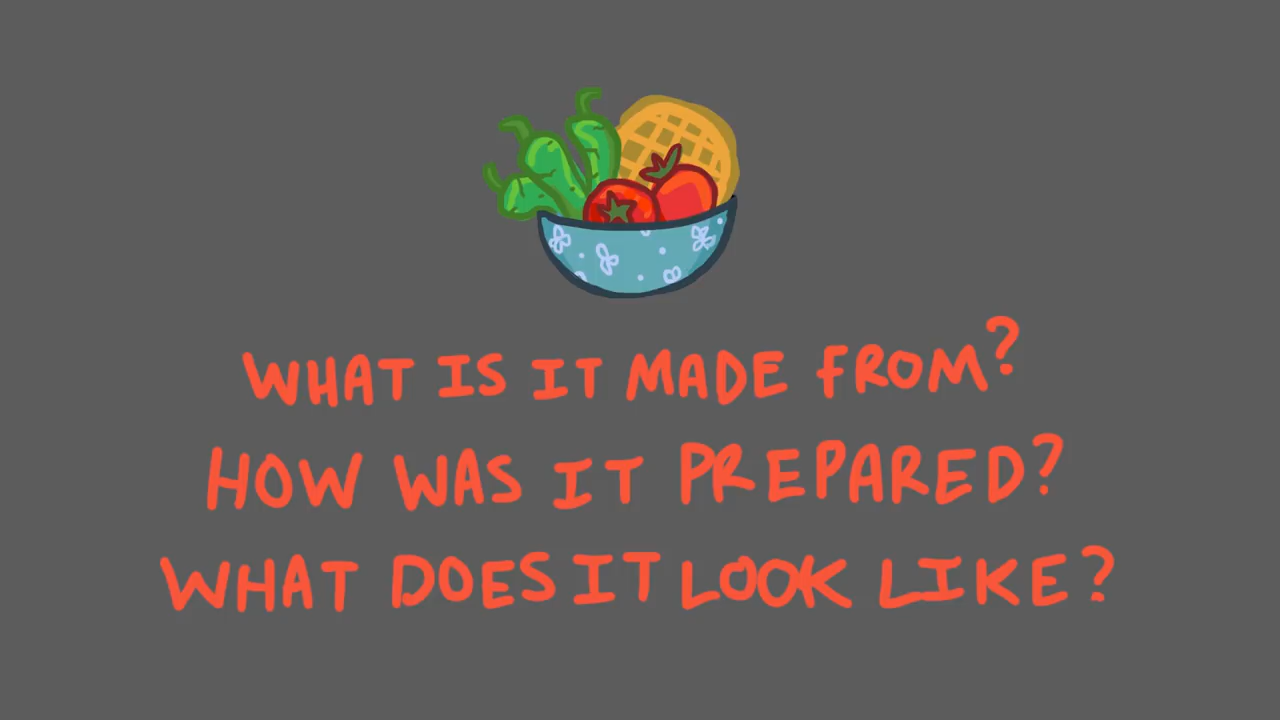 WHAT IS IT MADE FROM?
HOW WAS IT PREPARED?
WHAT DOES IT LOOK LIKE?